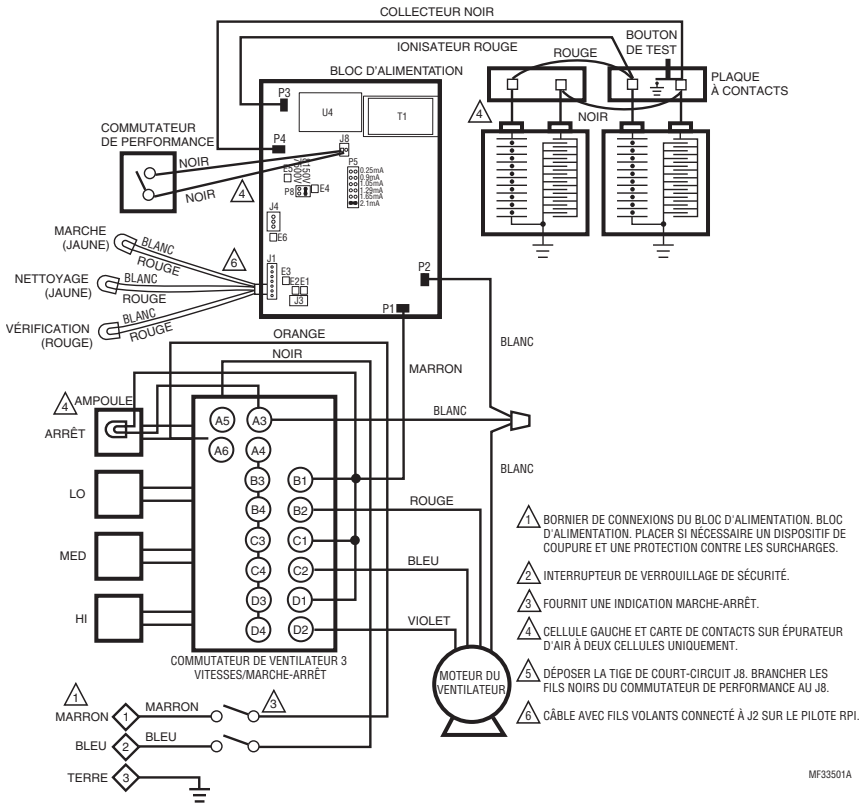 COLLECTEUR NOIR
IONISATEUR ROUGE
ROUGE
BOUTON
DE TEST
BLOC D'ALIMENTATION
PLAQUE
À CONTACTS
P3
U4
T1
4
NOIR
COMMUTATEUR
DE PERFORMANCE
P4
J8
NOIR
NOIR
4
E5
P8
E4
P5
0.25mA
0.9mA
1.05mA
1.29mA
1.65mA
2.1mA
J4
E6
MARCHE
(JAUNE)
BLANC
ROUGE
6
NETTOYAGE
(JAUNE)
BLANC
ROUGE
VÉRIFICATION
(ROUGE)
BLANC
ROUGE
J1
E3
E2E1
J3
P2
P1
ORANGE
NOIR
MARRON
BLANC
4
AMPOULE
ARRÊT
A5
A3
BLANC
A6
A4
BLANC
LO
B3
B1
B4
B2
ROUGE
MED
C3
C1
C4
C2
BLEU
HI
D3
D1
D4
D2
VIOLET
COMMUTATEUR DE VENTILATEUR 3
VITESSES/MARCHE-ARRÊT
MOTEUR DU
VENTILATEUR
1
MARRON
1
MARRON
3
BLEU
2
BLEU
TERRE
3
1 BORNIER DE CONNEXIONS DU BLOC D'ALIMENTATION. BLOC
D'ALIMENTATION. PLACER SI NÉCESSAIRE UN DISPOSITIF DE
COUPURE ET UNE PROTECTION CONTRE LES SURCHARGES.
2 INTERRUPTEUR DE VERROUILLAGE DE SÉCURITÉ.
3 FOURNIT UNE INDICATION MARCHE-ARRÊT.
4 CELLULE GAUCHE ET CARTE DE CONTACTS SUR ÉPURATEUR
D'AIR À DEUX CELLULES UNIQUEMENT.
5 DÉPOSER LA TIGE DE COURT-CIRCUIT J8. BRANCHER LES
FILS NOIRS DU COMMUTATEUR DE PERFORMANCE AU J8.
6 CÂBLE AVEC FILS VOLANTS CONNECTÉ À J2 SUR LE PILOTE RPI.
MF33501A